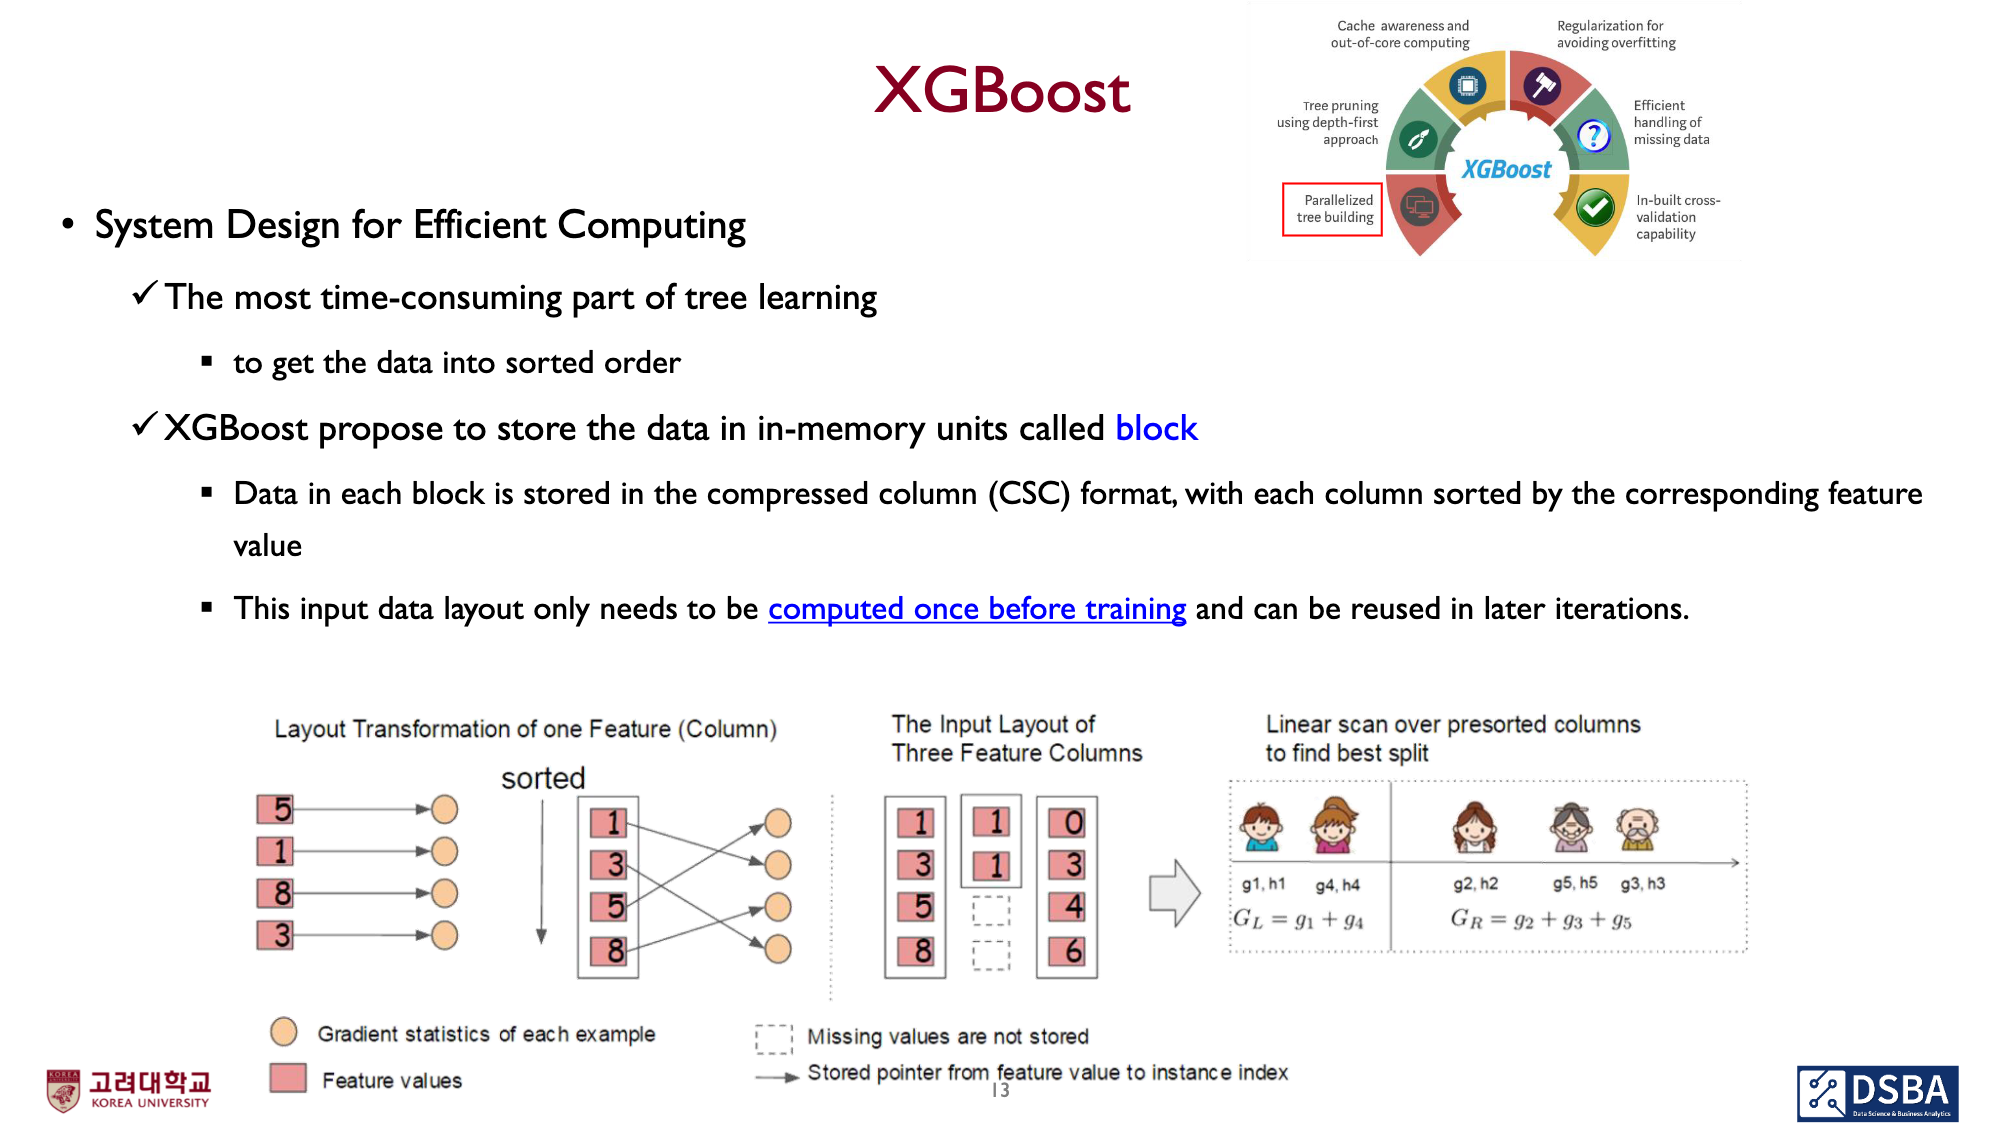 XGBoost
Cache awareness and
out-of-core computing
Regularization for
avoiding overfitting
Tree pruning
using depth-first
approach
Efficient
handling of
missing data
?
XGBoost
Parallelized
tree building
In-built cross-
validation
capability
• System Design for Efficient Computing
✓ The most time-consuming part of tree learning
▪ to get the data into sorted order
✓ XGBoost propose to store the data in in-memory units called block
▪ Data in each block is stored in the compressed column (CSC) format, with each column sorted by the corresponding feature
value
▪ This input data layout only needs to be computed once before training and can be reused in later iterations.
Layout Transformation of one Feature (Column)
sorted
5
1
8
3
1
3
5
8
The Input Layout of
Three Feature Columns
1 1 0
3 1 3
5 4
8 6
Linear scan over presorted columns
to find best split
g1, h1 g4, h4 g2, h2 g5, h5 g3, h3
G_L = g_1 + g_4 G_R = g_2 + g_3 + g_5
Gradient statistics of each example
Feature values
Missing values are not stored
Stored pointer from feature value to instance index
KOREA
고려대학교
KOREA UNIVERSITY
13
DSBA
Data Science & Business Analytics